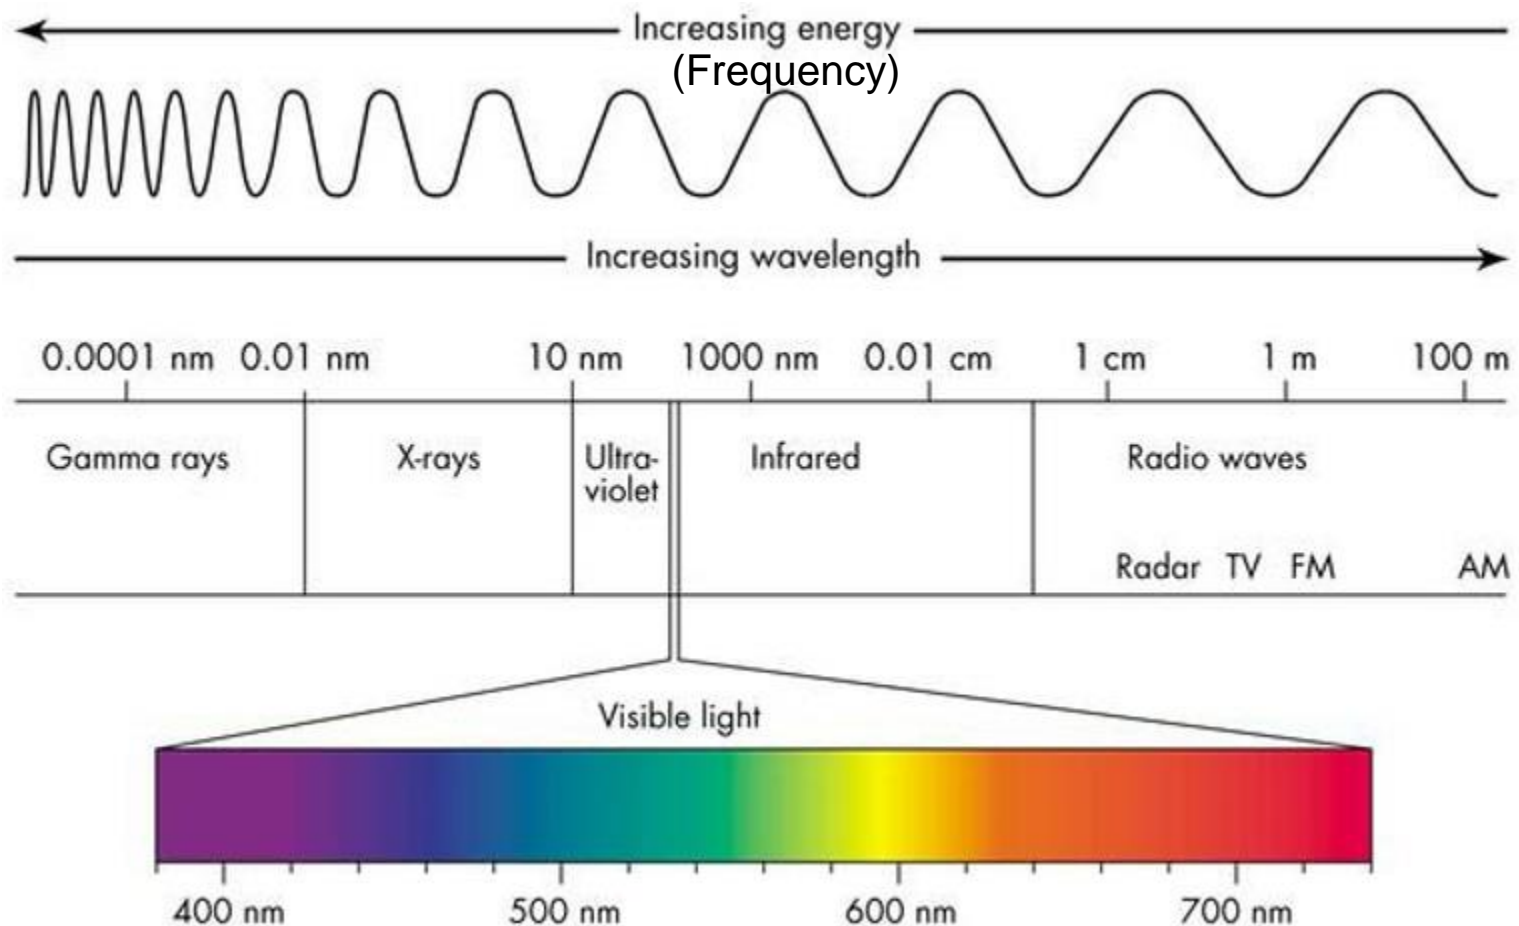 Increasing energy
(Frequency)
Increasing wavelength
0.0001 nm 0.01 nm 10 nm 1000 nm 0.01 cm 1 cm 1 m 100 m
Gamma rays X-rays Ultra- Infrared Radio waves
violet
Radar TV FM AM
Visible light
400 nm 500 nm 600 nm 700 nm